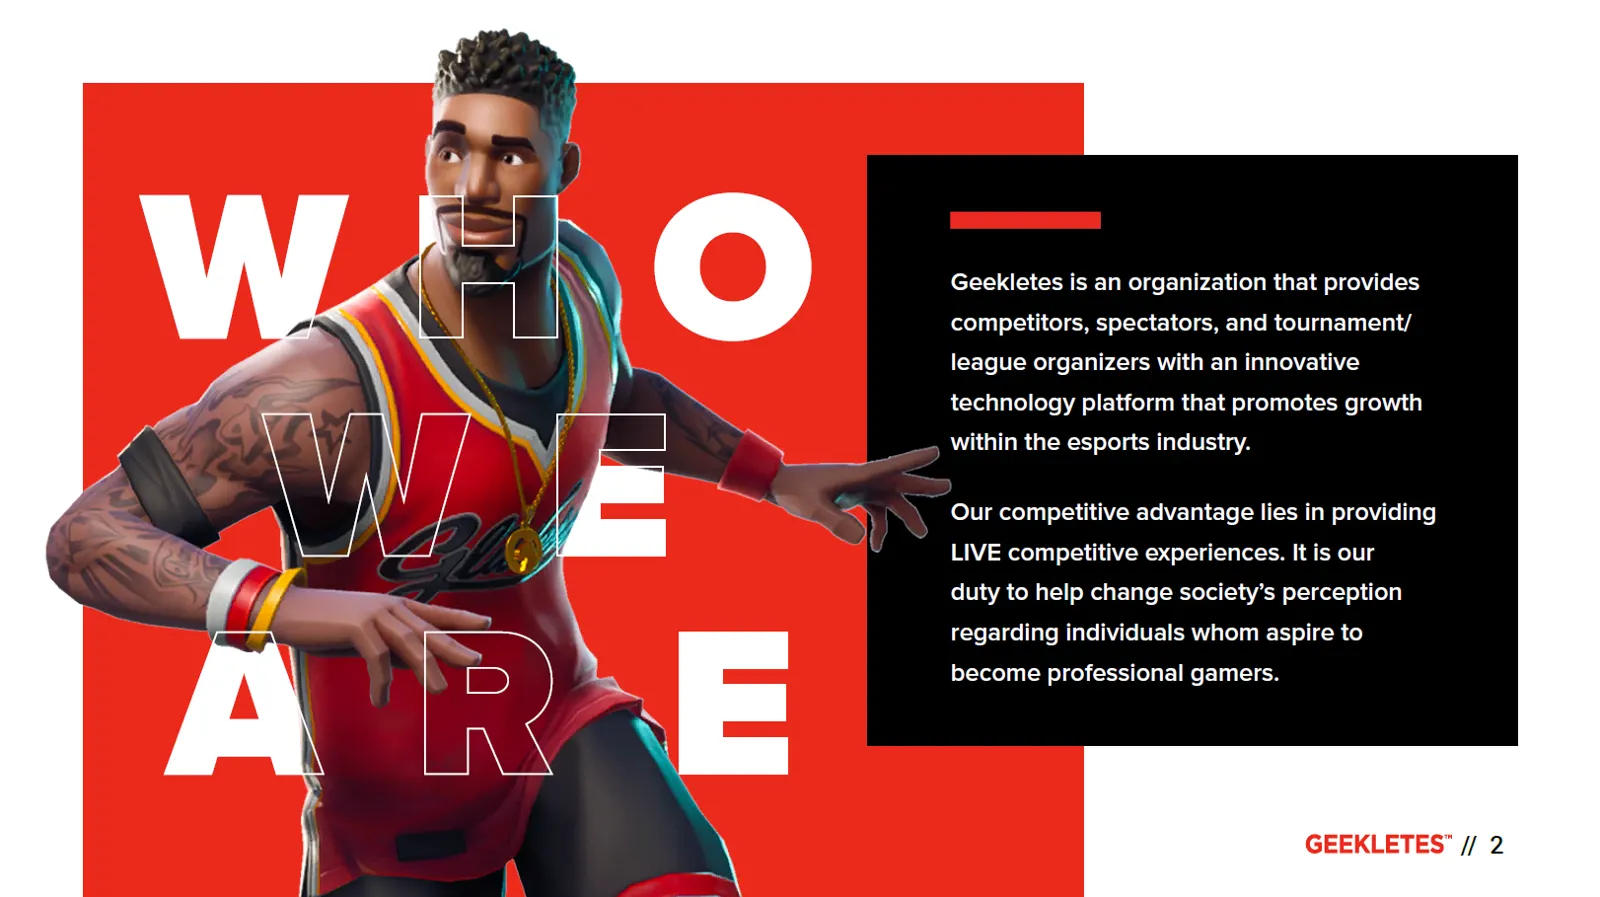 WHO
WE
ARE
Geekletes is an organization that provides
competitors, spectators, and tournament/
league organizers with an innovative
technology platform that promotes growth
within the esports industry.
Our competitive advantage lies in providing
LIVE competitive experiences. It is our
duty to help change society’s perception
regarding individuals whom aspire to
become professional gamers.
GEEKLETES™ // 2